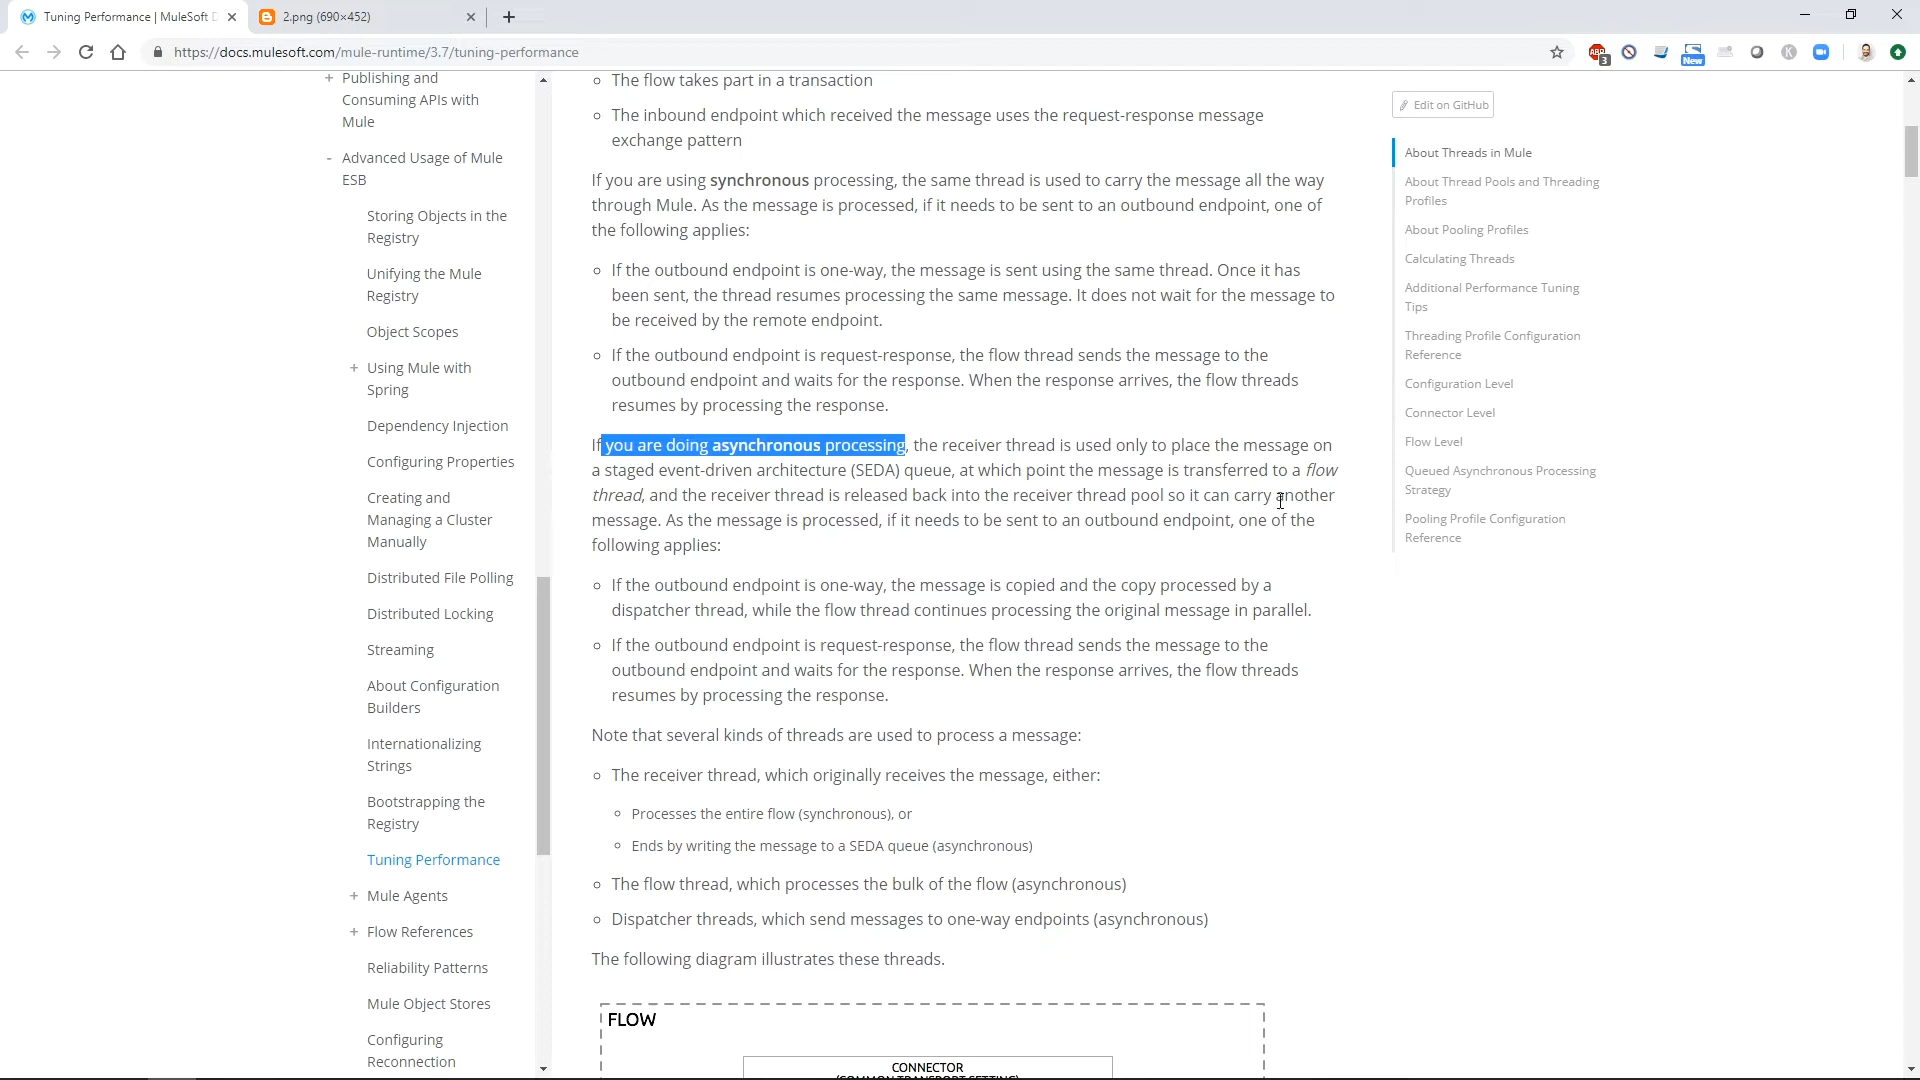 Tuning Performance | MuleSoft D
2.png (690×452)
https://docs.mulesoft.com/mule-runtime/3.7/tuning-performance
3
New
K
+ Publishing and
Consuming APIs with
Mule
- Advanced Usage of Mule
ESB
Storing Objects in the
Registry
Unifying the Mule
Registry
Object Scopes
+ Using Mule with
Spring
Dependency Injection
Configuring Properties
Creating and
Managing a Cluster
Manually
Distributed File Polling
Distributed Locking
Streaming
About Configuration
Builders
Internationalizing
Strings
Bootstrapping the
Registry
Tuning Performance
+ Mule Agents
+ Flow References
Reliability Patterns
Mule Object Stores
Configuring
Reconnection
The flow takes part in a transaction
The inbound endpoint which received the message uses the request-response message
exchange pattern
If you are using synchronous processing, the same thread is used to carry the message all the way
through Mule. As the message is processed, if it needs to be sent to an outbound endpoint, one of
the following applies:
If the outbound endpoint is one-way, the message is sent using the same thread. Once it has
been sent, the thread resumes processing the same message. It does not wait for the message to
be received by the remote endpoint.
If the outbound endpoint is request-response, the flow thread sends the message to the
outbound endpoint and waits for the response. When the response arrives, the flow threads
resumes by processing the response.
If you are doing asynchronous processing, the receiver thread is used only to place the message on
a staged event-driven architecture (SEDA) queue, at which point the message is transferred to a flow
thread, and the receiver thread is released back into the receiver thread pool so it can carry another
message. As the message is processed, if it needs to be sent to an outbound endpoint, one of the
following applies:
If the outbound endpoint is one-way, the message is copied and the copy processed by a
dispatcher thread, while the flow thread continues processing the original message in parallel.
If the outbound endpoint is request-response, the flow thread sends the message to the
outbound endpoint and waits for the response. When the response arrives, the flow threads
resumes by processing the response.
Note that several kinds of threads are used to process a message:
The receiver thread, which originally receives the message, either:
Processes the entire flow (synchronous), or
Ends by writing the message to a SEDA queue (asynchronous)
The flow thread, which processes the bulk of the flow (asynchronous)
Dispatcher threads, which send messages to one-way endpoints (asynchronous)
The following diagram illustrates these threads.
FLOW
CONNECTOR
(COMMON TRANSPORT SETTING)
Edit on GitHub
About Threads in Mule
About Thread Pools and Threading
Profiles
About Pooling Profiles
Calculating Threads
Additional Performance Tuning
Tips
Threading Profile Configuration
Reference
Configuration Level
Connector Level
Flow Level
Queued Asynchronous Processing
Strategy
Pooling Profile Configuration
Reference